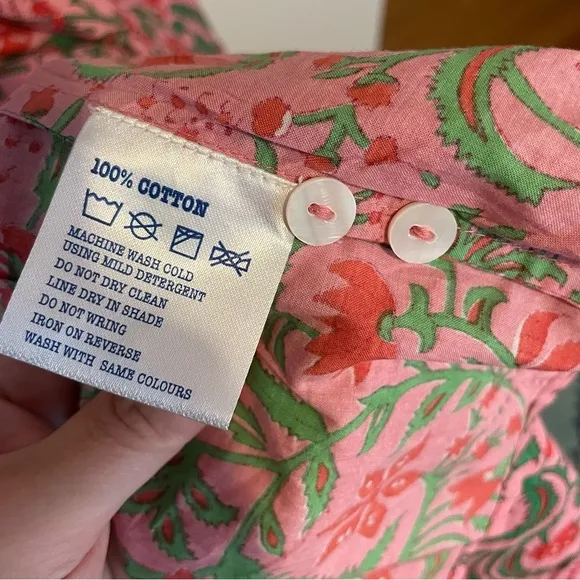 100% COTTON
MACHINE WASH COLD
USING MILD DETERGENT
DO NOT DRY CLEAN
LINE DRY IN SHADE
DO NOT WRING
IRON ON REVERSE
WASH WITH SAME COLOURS